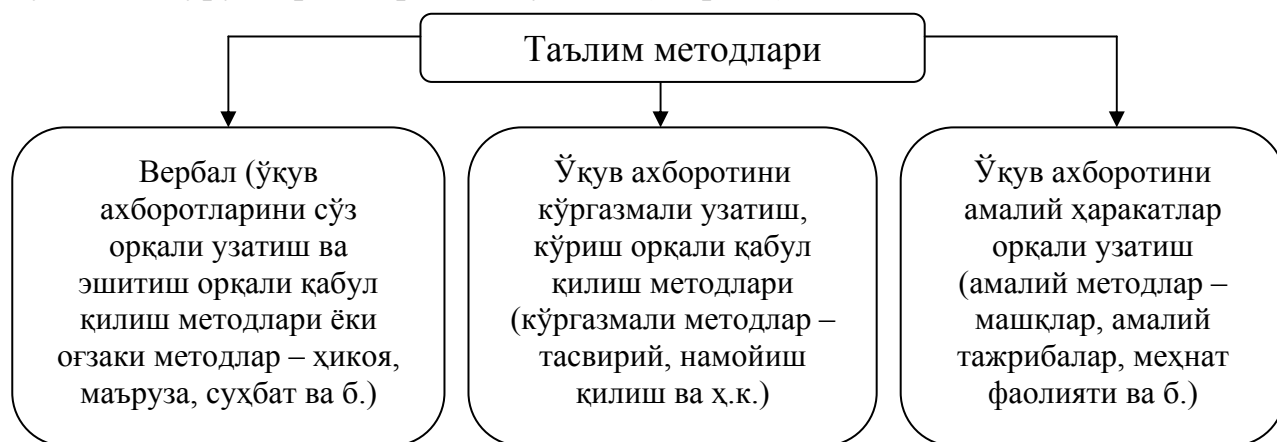 Таълим методлари
Вербал (ўқув
ахборотларини сўз
орқали узатиш ва
эшитиш орқали қабул
қилиш методлари ёки
оғзаки методлар – ҳикоя,
маъруза, суҳбат ва б.)
Ўқув ахборотини
кўргазмали узатиш,
кўриш орқали қабул
қилиш методлари
(кўргазмали методлар –
тасвирий, намойиш
қилиш ва ҳ.к.)
Ўқув ахборотини
амалий ҳаракатлар
орқали узатиш
(амалий методлар –
машқлар, амалий
тажрибалар, меҳнат
фаолияти ва б.)